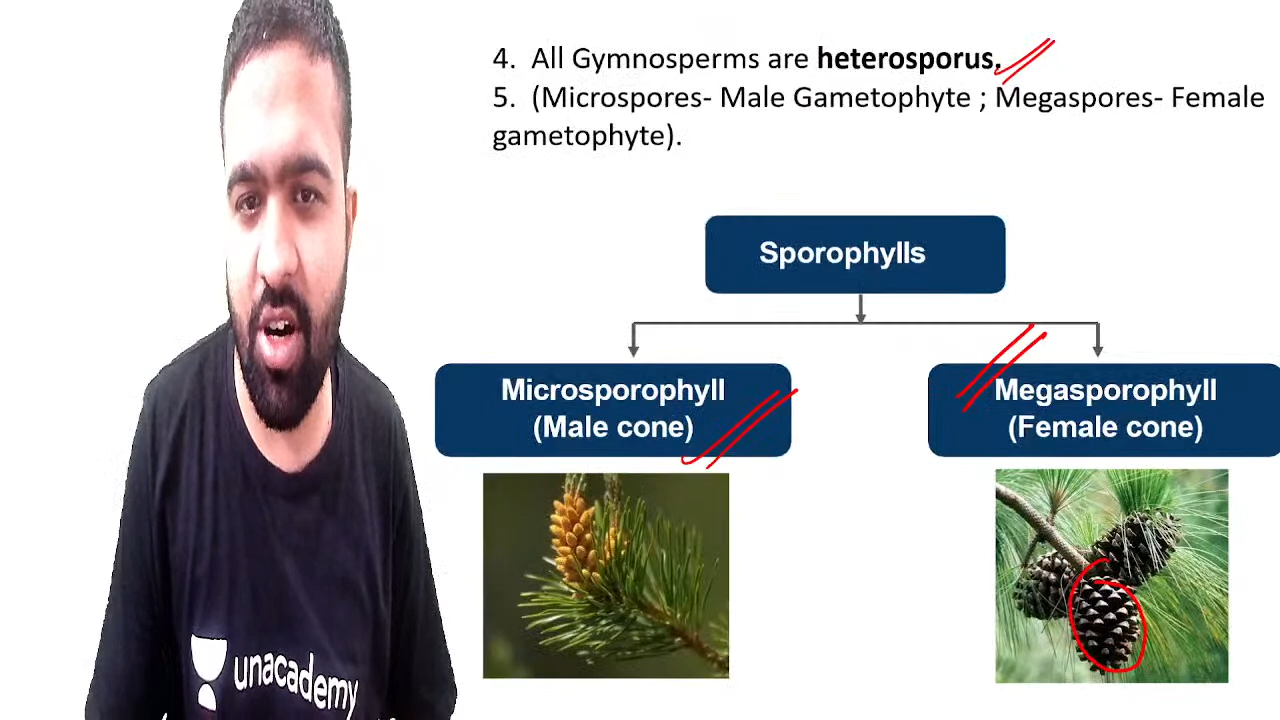 4. All Gymnosperms are heterosporus.
5. (Microspores- Male Gametophyte ; Megaspores- Female
gametophyte).
Sporophylls
Microsporophyll
(Male cone)
Megasporophyll
(Female cone)
unacademy